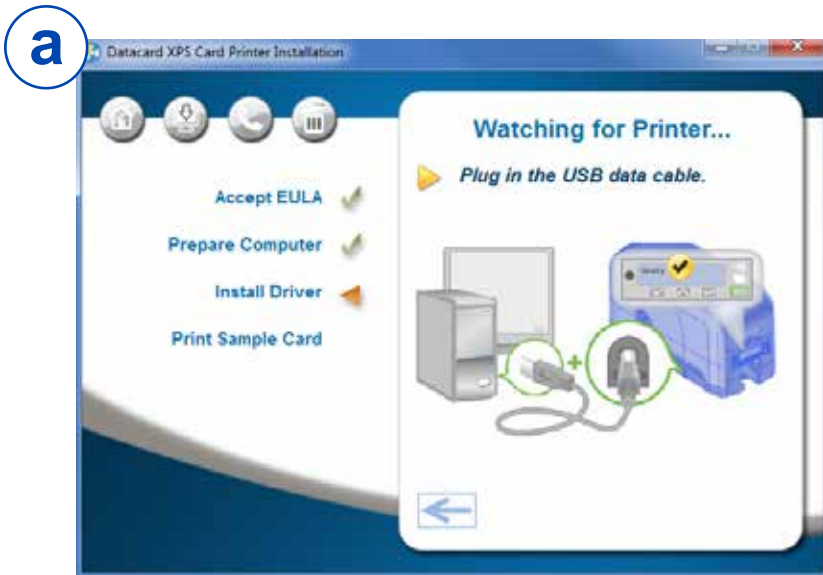 a
Datacard XPS Card Printer Installation
Watching for Printer...
Plug in the USB data cable.
Accept EULA
Prepare Computer
Install Driver
Print Sample Card
Ready
+